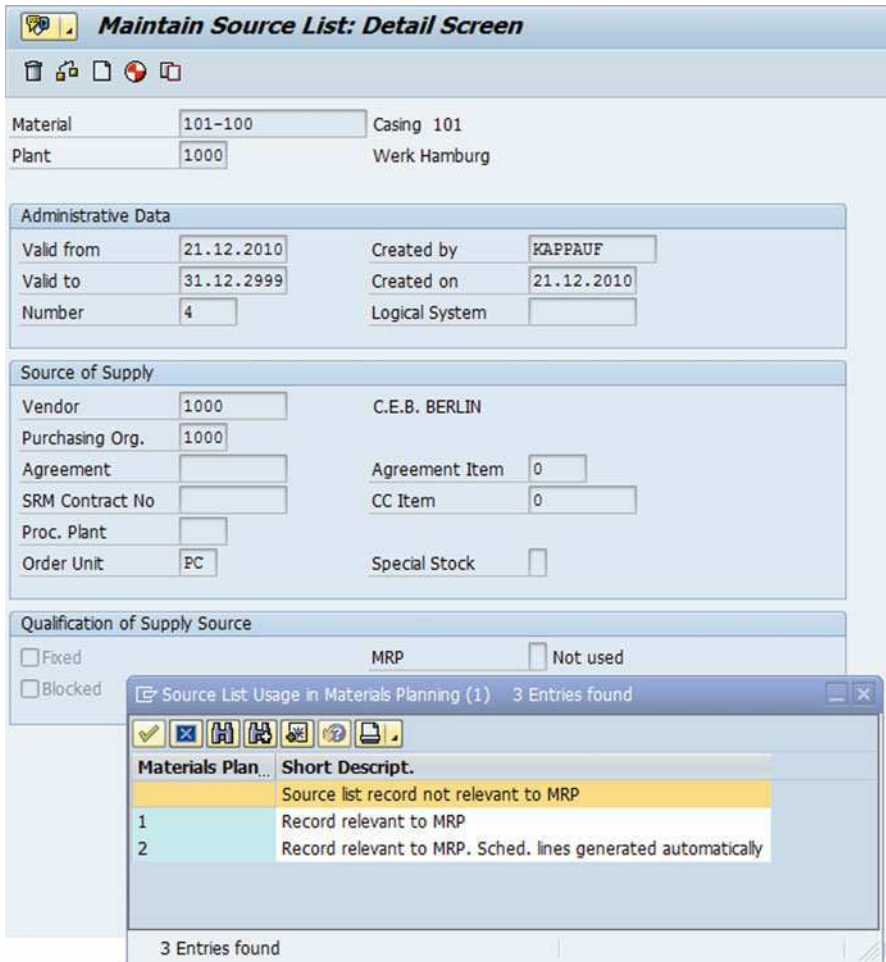 Maintain Source List: Detail Screen
Material 101-100 Casing 101
Plant 1000 Werk Hamburg
Administrative Data
Valid from 21.12.2010 Created by KAPPAUF
Valid to 31.12.2999 Created on 21.12.2010
Number 4 Logical System
Source of Supply
Vendor 1000 C.E.B. BERLIN
Purchasing Org. 1000
Agreement Agreement Item 0
SRM Contract No CC Item 0
Proc. Plant
Order Unit PC Special Stock
Qualification of Supply Source
Fixed MRP Not used
Blocked
Source List Usage in Materials Planning (1) 3 Entries found
Materials Plan... Short Descript.
Source list record not relevant to MRP
1 Record relevant to MRP
2 Record relevant to MRP. Sched. lines generated automatically
3 Entries found